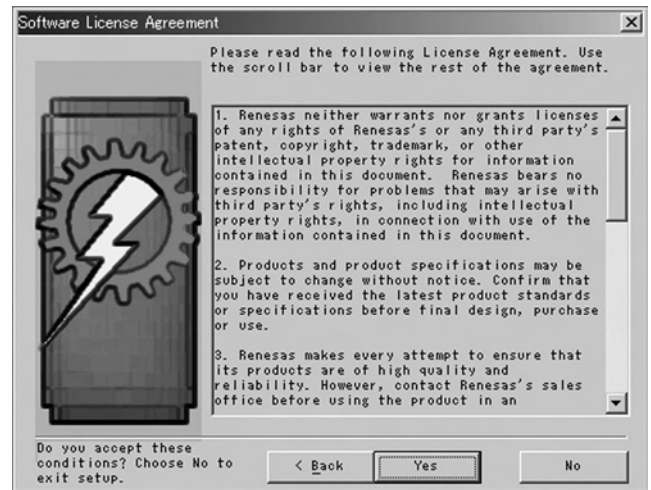 Software License Agreement
Please read the following License Agreement. Use
the scroll bar to view the rest of the agreement.
1. Renesas neither warrants nor grants licenses
of any rights of Renesas's or any third party's
patent, copyright, trademark, or other
intellectual property rights for information
contained in this document.  Renesas bears no
responsibility for problems that may arise with
third party's rights, including intellectual
property rights, in connection with use of the
information contained in this document.
2. Products and product specifications may be
subject to change without notice. Confirm that
you have received the latest product standards
or specifications before final design, purchase
or use.
3. Renesas makes every attempt to ensure that
its products are of high quality and
reliability. However, contact Renesas's sales
office before using the product in an
Do you accept these
conditions? Choose No to
exit setup.
< Back
Yes
No